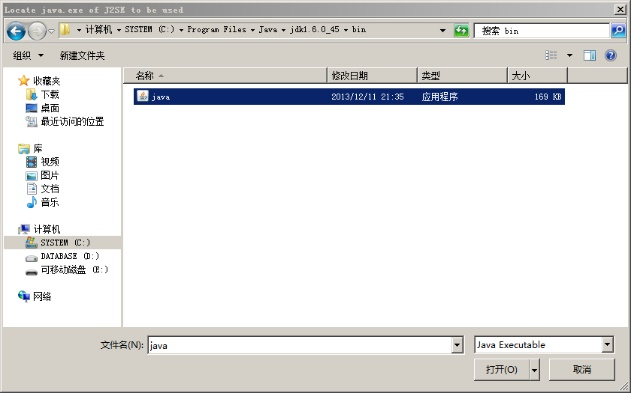 Locate java.exe of J2SE to be used
计算机 SYSTEM (C:) Program Files Java jdk1.6.0_45 bin
搜索 bin
组织 新建文件夹
名称 修改日期 类型 大小
java 2013/12/11 21:35 应用程序 169 KB
收藏夹
下载
桌面
最近访问的位置
库
视频
图片
文档
音乐
计算机
SYSTEM (C:)
DATABASE (D:)
可移动磁盘 (E:)
网络
文件名(N): java Java Executable
打开(O) 取消